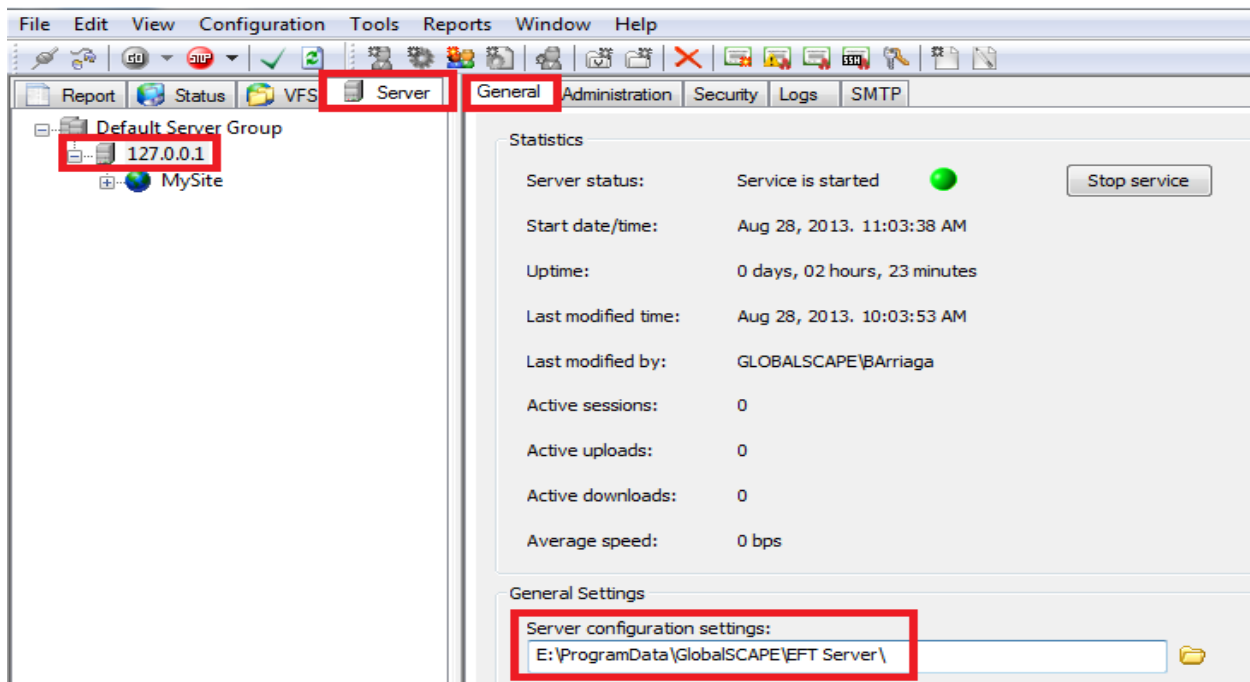 File Edit View Configuration Tools Reports Window Help
GO STOP SSH
Report Status VFS Server General Administration Security Logs SMTP
Default Server Group
127.0.0.1
MySite
Statistics
Server status: Service is started Stop service
Start date/time: Aug 28, 2013. 11:03:38 AM
Uptime: 0 days, 02 hours, 23 minutes
Last modified time: Aug 28, 2013. 10:03:53 AM
Last modified by: GLOBALSCAPE\BArriaga
Active sessions: 0
Active uploads: 0
Active downloads: 0
Average speed: 0 bps
General Settings
Server configuration settings:
E:\ProgramData\GlobalSCAPE\EFT Server\